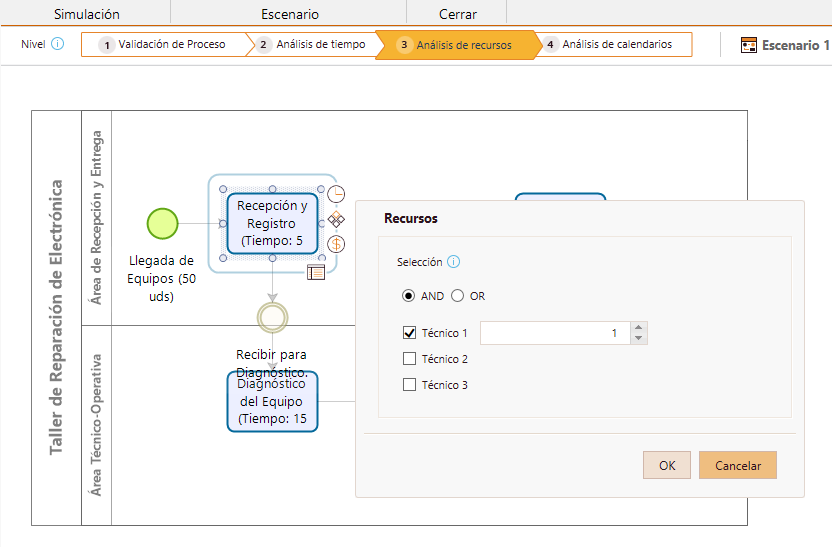 Simulación
Escenario
Cerrar
Nivel
1 Validación de Proceso
2 Análisis de tiempo
3 Análisis de recursos
4 Análisis de calendarios
Escenario 1
Taller de Reparación de Electrónica
Área de Recepción y Entrega
Llegada de
Equipos (50
uds)
Recepción y
Registro
(Tiempo: 5
Área Técnico-Operativa
Recibir para
Diagnóstico.
Diagnóstico
del Equipo
(Tiempo: 15
Recursos
Selección
AND OR
Técnico 1 1
Técnico 2
Técnico 3
OK
Cancelar